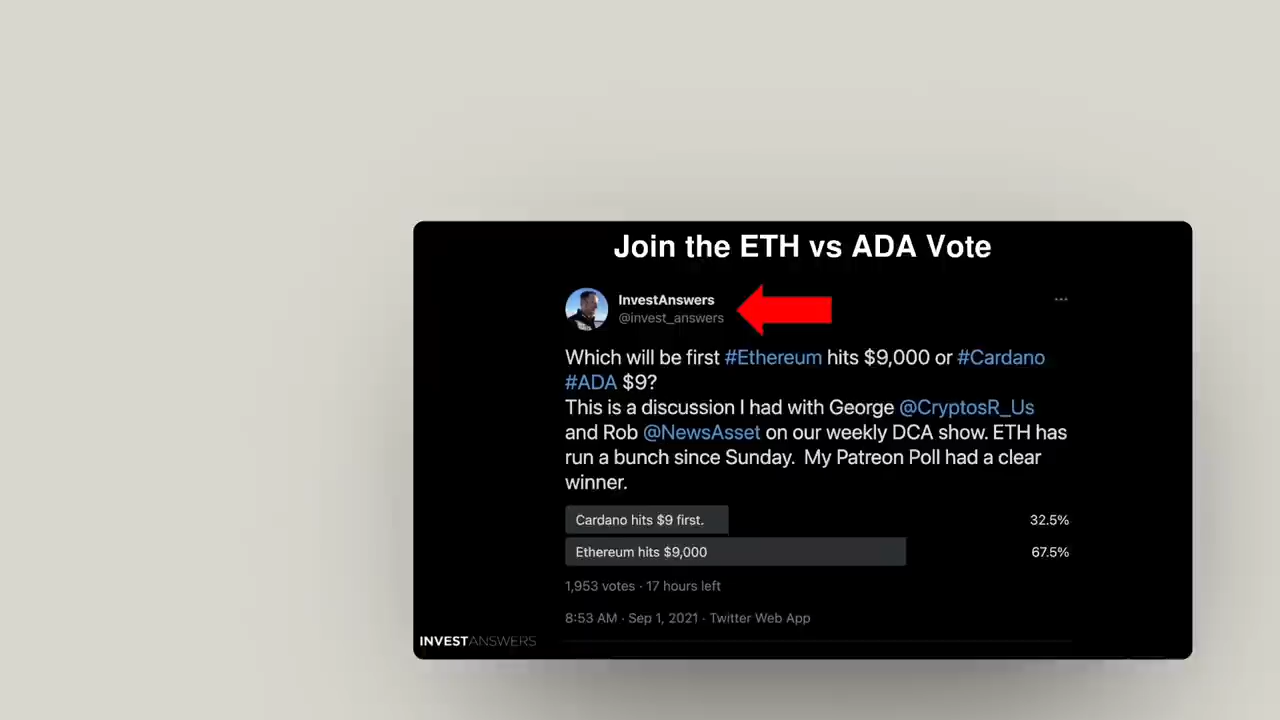 Join the ETH vs ADA Vote
InvestAnswers
@invest_answers
Which will be first #Ethereum hits $9,000 or #Cardano
#ADA $9?
This is a discussion I had with George @CryptosR_Us
and Rob @NewsAsset on our weekly DCA show. ETH has
run a bunch since Sunday.  My Patreon Poll had a clear
winner.
Cardano hits $9 first. 32.5%
Ethereum hits $9,000 67.5%
1,953 votes · 17 hours left
8:53 AM · Sep 1, 2021 · Twitter Web App
INVESTANSWERS